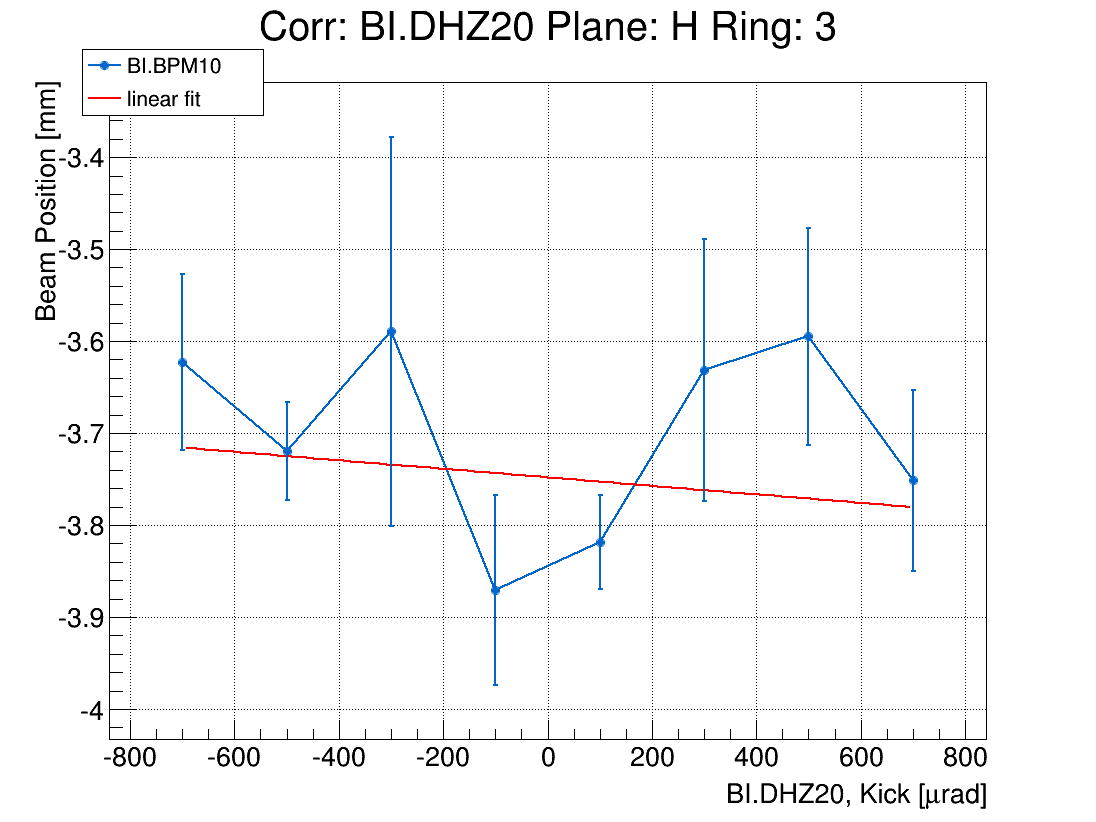 Corr: BI.DHZ20 Plane: H Ring: 3
BI.BPM10
linear fit
Beam Position [mm]
-3.4
-3.5
-3.6
-3.7
-3.8
-3.9
-4
-800 -600 -400 -200 0 200 400 600 800
BI.DHZ20, Kick [μrad]